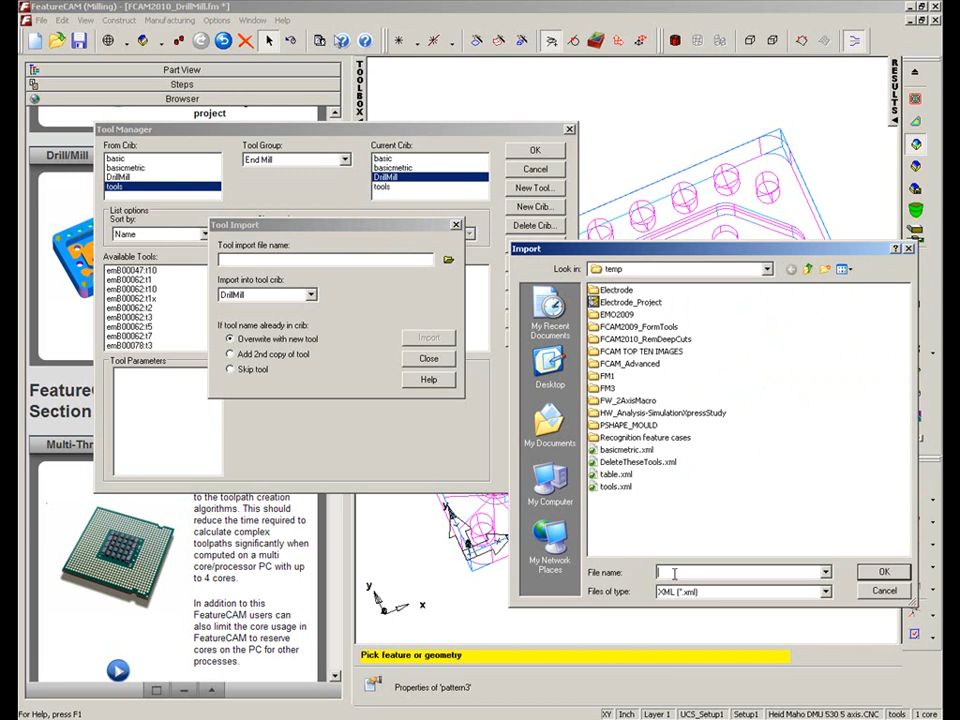 FeatureCAM (Milling) - [FCAM2010_DrillMill.fm *]
File Edit View Construct Manufacturing Options Window Help
Part View
Steps
Browser
project
Drill/Mill
TOOLBOX
RESULTS
Tool Manager
From Crib:
basic
basicmetric
DrillMill
tools
Tool Group:
End Mill
Current Crib:
basic
basicmetric
DrillMill
tools
OK
Cancel
New Tool...
New Crib...
Delete Crib...
List options
Sort by:
Name
Available Tools:
emB00047:t10
emB00062:t1
emB00062:t10
emB00062:t1x
emB00062:t2
emB00062:t3
emB00062:t5
emB00062:t7
emB00078:t3
Tool Parameters
Tool Import
Tool import file name:
Import into tool crib:
DrillMill
If tool name already in crib:
Overwrite with new tool
Add 2nd copy of tool
Skip tool
Import
Close
Help
Import
Look in:
temp
My Recent Documents
Desktop
My Documents
My Computer
My Network Places
Electrode
Electrode_Project
EMO2009
FCAM2009_FormTools
FCAM2010_RemDeepCuts
FCAM TOP TEN IMAGES
FCAM_Advanced
FM1
FM3
FW_2AxisMacro
HW_Analysis-SimulationXpressStudy
PSHAPE_MOULD
Recognition feature cases
basicmetric.xml
DeleteTheseTools.xml
table.xml
tools.xml
File name:
OK
Files of type:
XML (*.xml)
Cancel
Featu
Section
Multi-Thr
to the toolpath creation
algorithms. This should
reduce the time required to
calculate complex
toolpaths significantly when
computed on a multi
core/processor PC with up
to 4 cores.
In addition to this
FeatureCAM users can
also limit the core usage in
FeatureCAM to reserve
cores on the PC for other
processes.
y
y
x
Pick feature or geometry
Properties of 'pattern3'
For Help, press F1
XY Inch Layer 1 UCS_Setup1 Setup1 Heid Maho DMU 530 5 axis.CNC tools 1 core